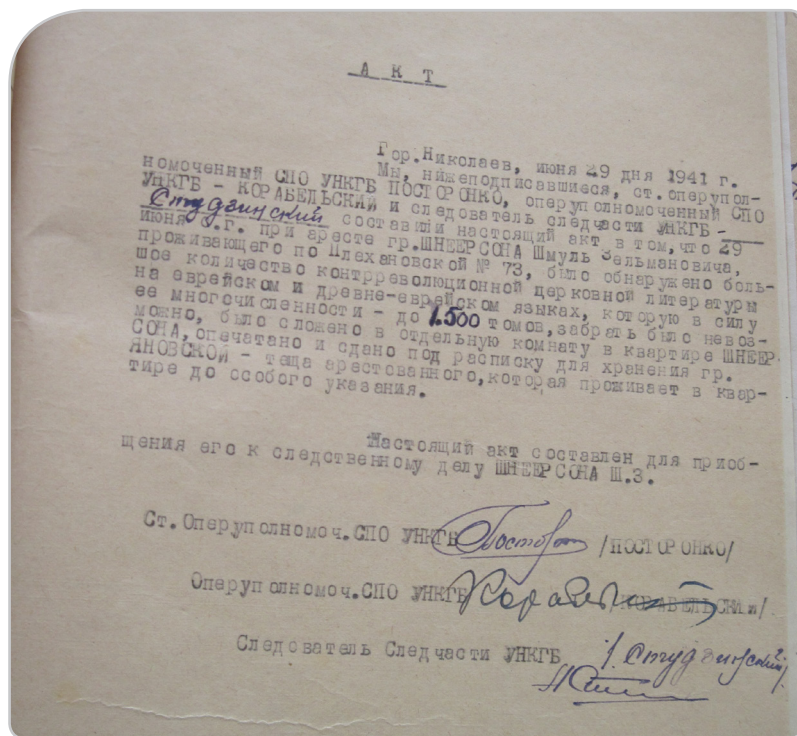 АКТ
Гор.Николаев, июня 29 дня 1941 г.
Мы, нижеподписавшиеся, ст.оперупол-
номоченный СПО УНКГБ ПОСТОРОНКО, оперуполномоченный СПО
УНКГБ - КОРАБЕЛЬСКИЙ и следователь следчасти УНКГБ -
Студзинский составили настоящий акт в том, что 29
июня с.г. при аресте гр.ШНЕЕРСОНА Шмуль Зельмановича,
проживающего по Плехановской № 73, было обнаружено боль-
шое количество контрреволюционной церковной литературы
на еврейском и древне-еврейском языках, которую в силу
ее многочисленности - до 1.500 томов, забрать было невоз-
можно, было сложено в отдельную комнату в квартире ШНЕЕР
СОНА, опечатано и сдано под расписку для хранения гр.
ЯНОВСКОЙ - теща арестованного, которая проживает в квар-
тире до особого указания.
Настоящий акт составлен для приоб-
щения его к следственному делу ШНЕЕРСОНА Ш.З.
Ст.Оперуполномоч.СПО УНКГБ /ПОСТОРОНКО/
Оперуполномоч.СПО УНКГБ КОРАБЕЛЬСКИЙ/
Следователь Следчасти УНКГБ /Студзинский/